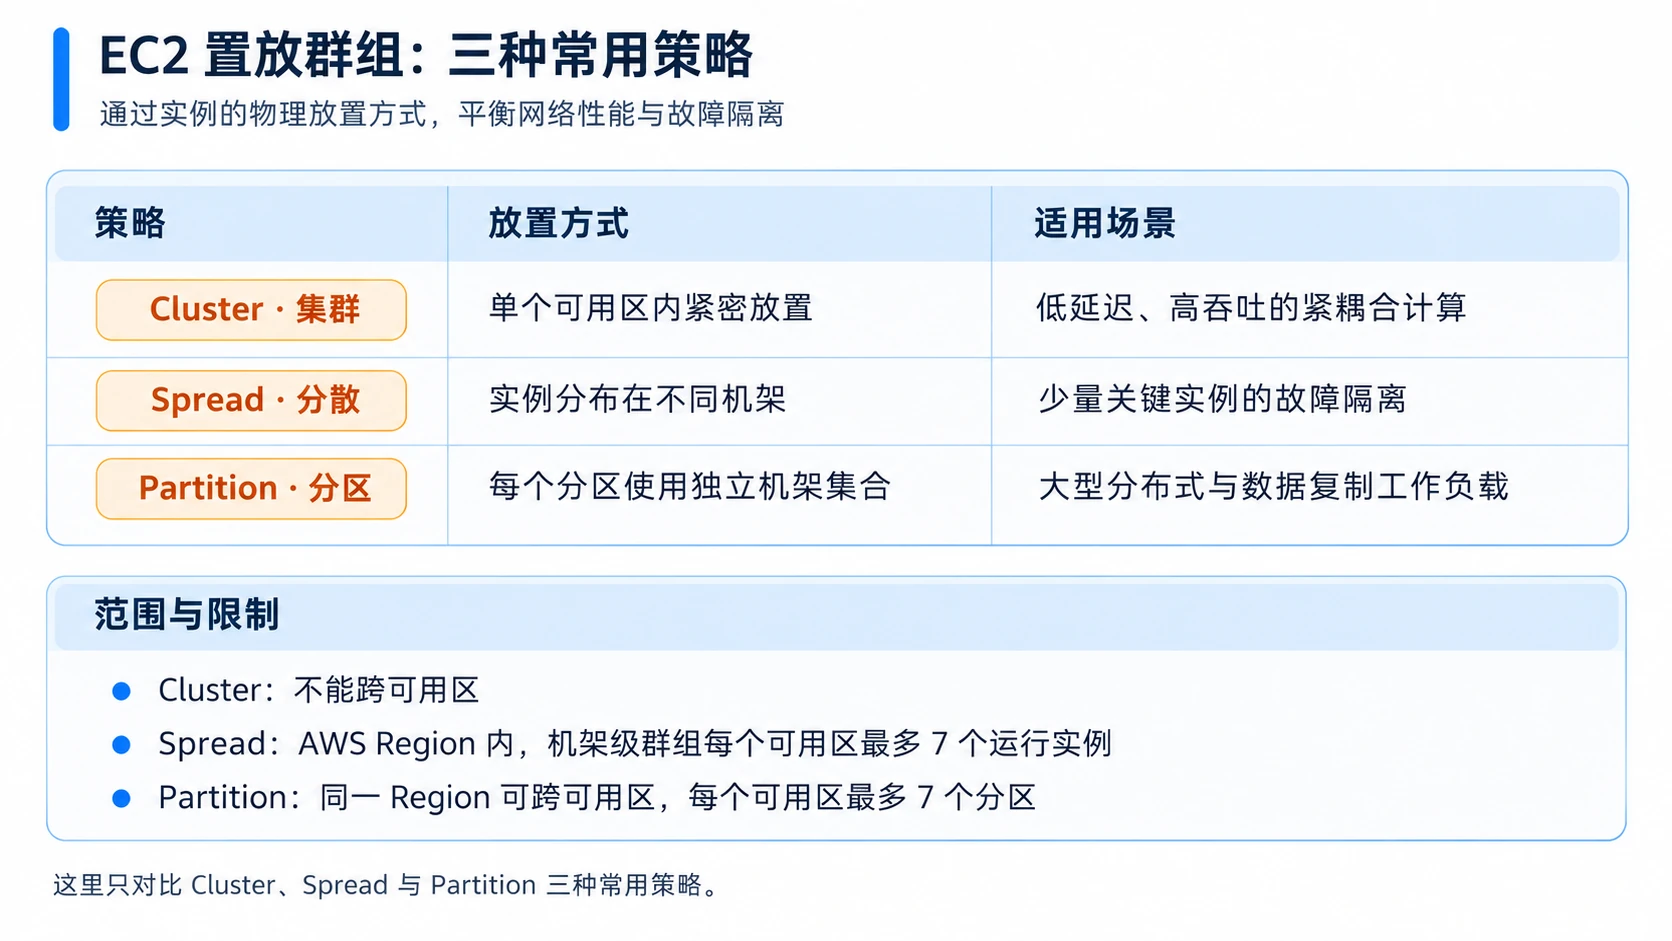 EC2 置放群组：三种常用策略
通过实例的物理放置方式，平衡网络性能与故障隔离
策略 放置方式 适用场景
Cluster · 集群 单个可用区内紧密放置 低延迟、高吞吐的紧耦合计算
Spread · 分散 实例分布在不同机架 少量关键实例的故障隔离
Partition · 分区 每个分区使用独立机架集合 大型分布式与数据复制工作负载
范围与限制
Cluster：不能跨可用区
Spread：AWS Region 内，机架级群组每个可用区最多 7 个运行实例
Partition：同一 Region 可跨可用区，每个可用区最多 7 个分区
这里只对比 Cluster、Spread 与 Partition 三种常用策略。